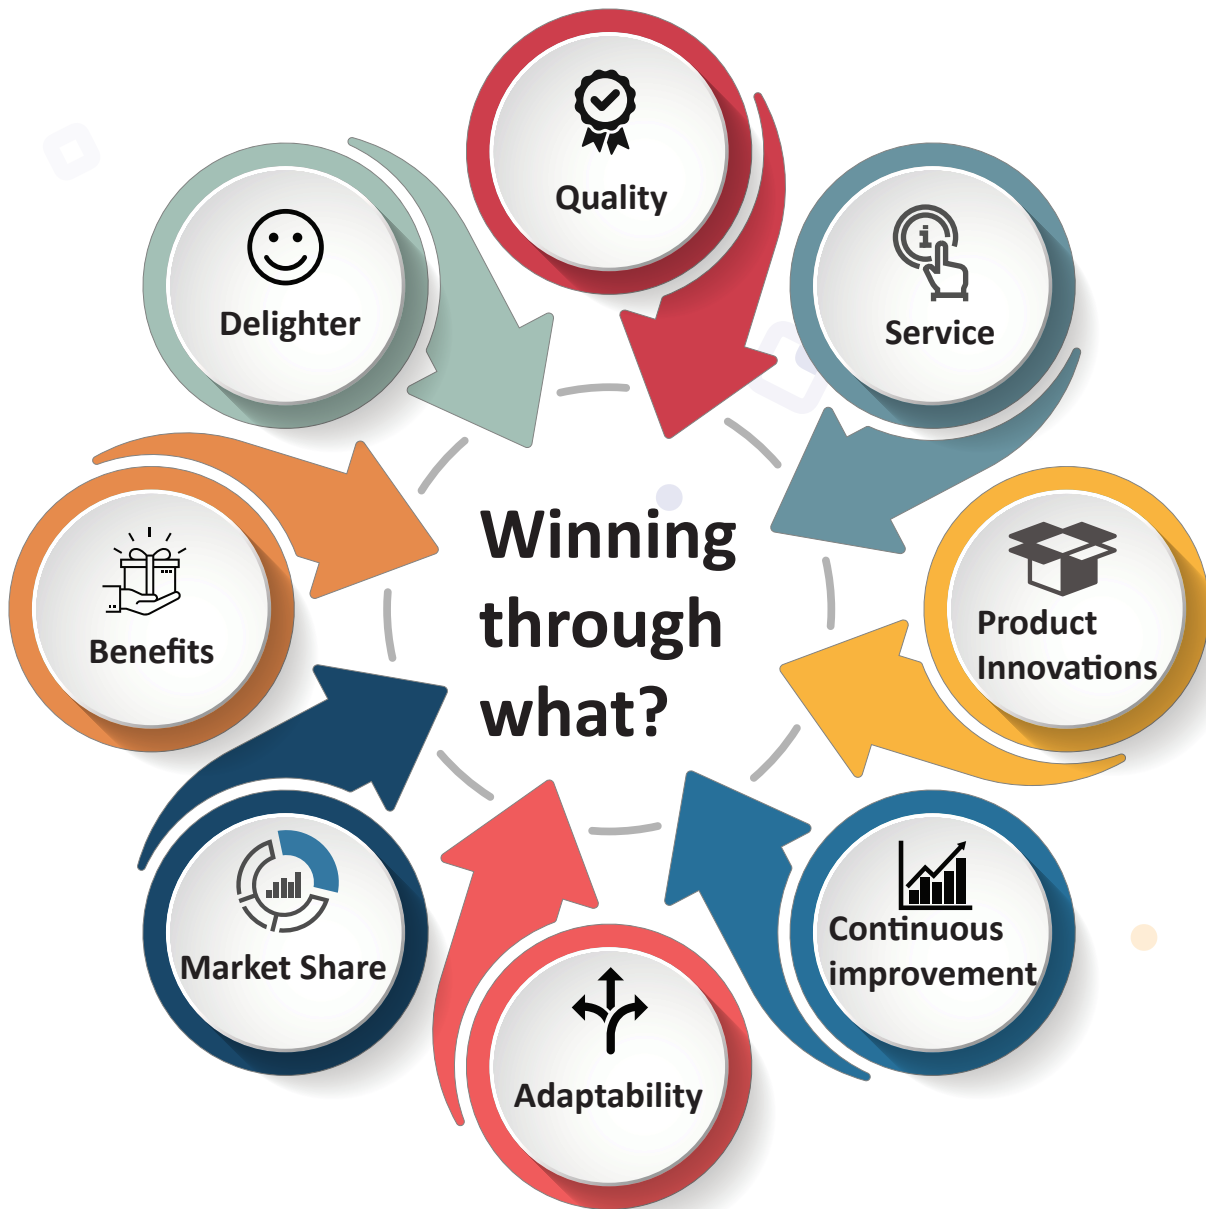 Quality
Service
Product
Innovations
Continuous
improvement
Adaptability
Market Share
Benefits
Delighter
Winning
through
what?